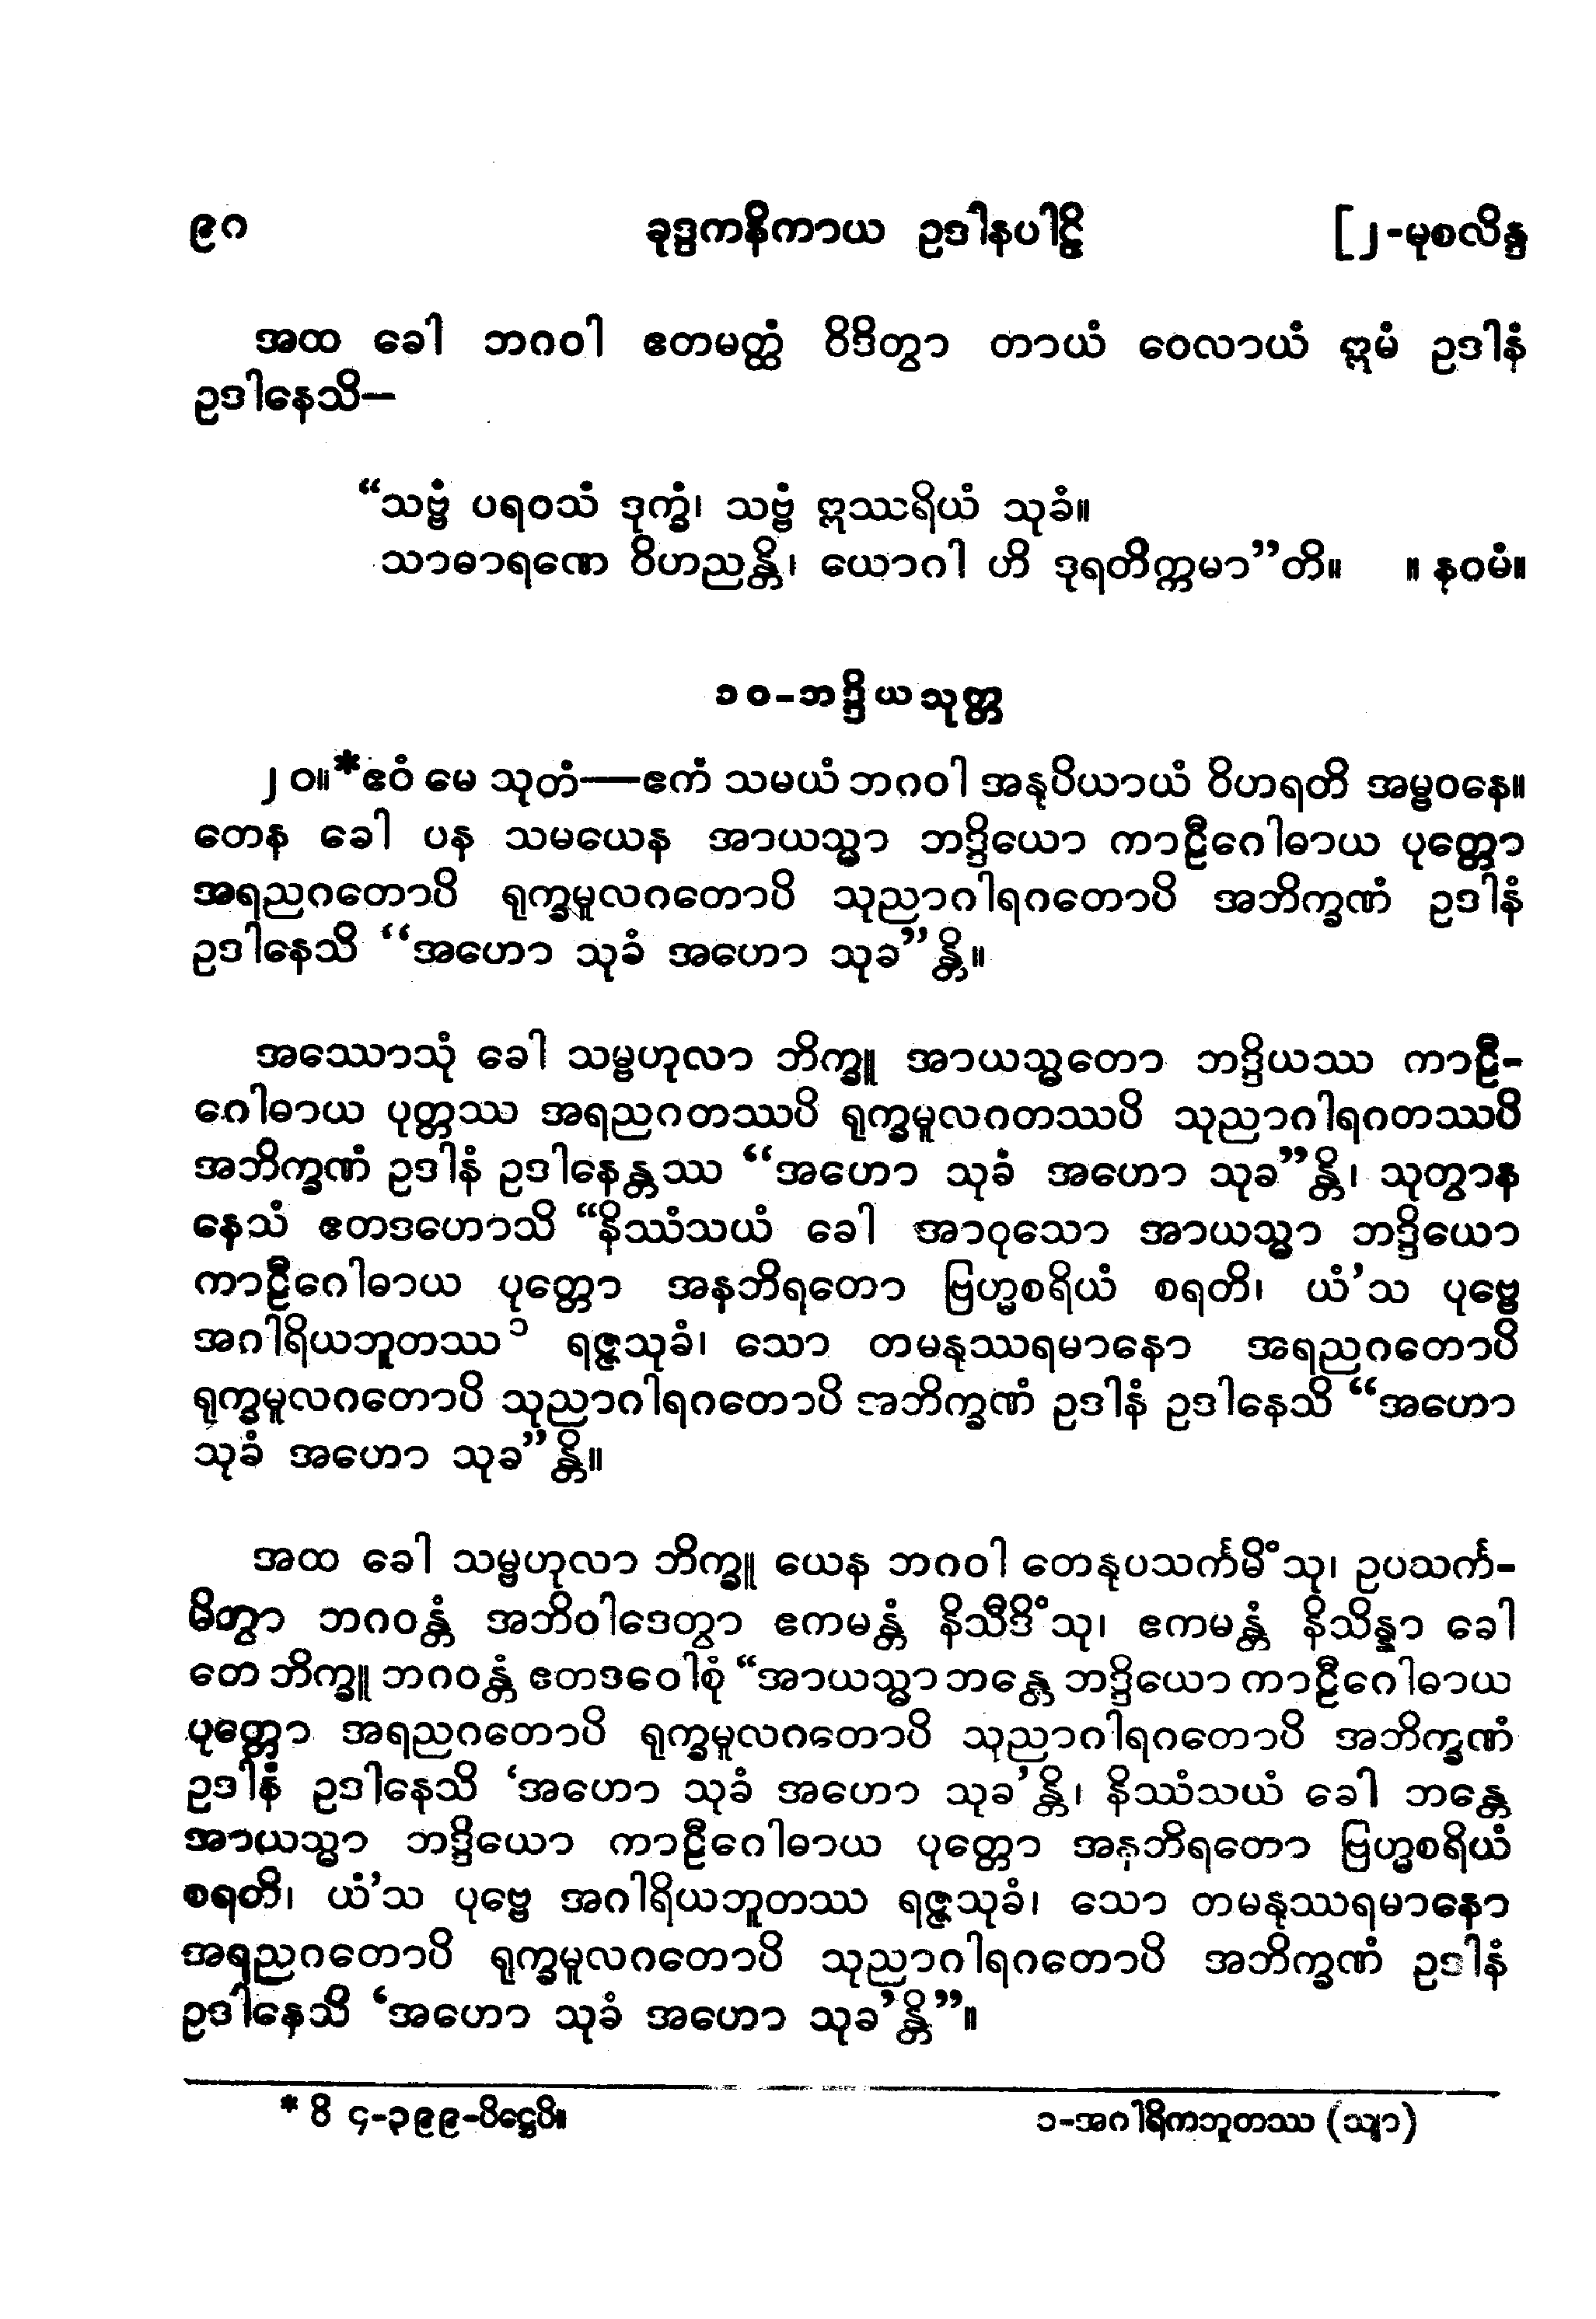 ၉ဂ ခုဒ္ဒကနိကာယ ဥဒါနပါဠိ [၂-မုစလိန္ဒ
အထ ခေါ ဘဂဝါ ဧတမတ္ထံ ဝိဒိတွာ တာယံ ဝေလာယံ ဣမံ ဥဒါနံ
ဥဒါနေသိ—
“သဗ္ဗံ ပရဝသံ ဒုက္ခံ၊ သဗ္ဗံ ဣဿရိယံ သုခံ။
သာဓာရဏေ ဝိဟညန္တိ၊ ယောဂါ ဟိ ဒုရတိက္ကမာ”တိ။ ။ နဝမံ။
၁၀-ဘဒ္ဒိယသုတ္တ
၂၀။*ဧဝံ မေ သုတံ—ဧကံ သမယံ ဘဂဝါ အနုပိယာယံ ဝိဟရတိ အမ္ဗဝနေ။
တေန ခေါ ပန သမယေန အာယသ္မာ ဘဒ္ဒိယော ကာဠီဂေါဓာယ ပုတ္တော
အရညဂတောပိ ရုက္ခမူလဂတောပိ သုညာဂါရဂတောပိ အဘိက္ခဏံ ဥဒါနံ
ဥဒါနေသိ “အဟော သုခံ အဟော သုခ”န္တိ။
အဿောသုံ ခေါ သမ္ဗဟုလာ ဘိက္ခူ အာယသ္မတော ဘဒ္ဒိယဿ ကာဠီ-
ဂေါဓာယ ပုတ္တဿ အရညဂတဿပိ ရုက္ခမူလဂတဿပိ သုညာဂါရဂတဿပိ
အဘိက္ခဏံ ဥဒါနံ ဥဒါနေန္တဿ “အဟော သုခံ အဟော သုခ”န္တိ၊ သုတွာန
နေသံ ဧတဒဟောသိ “နိဿံသယံ ခေါ အာဝုသော အာယသ္မာ ဘဒ္ဒိယော
ကာဠီဂေါဓာယ ပုတ္တော အနဘိရတော ဗြဟ္မစရိယံ စရတိ၊ ယံ’သ ပုဗ္ဗေ
အဂါရိယဘူတဿ ၁ ရဇ္ဇသုခံ၊ သော တမနုဿရမာနော အရညဂတောပိ
ရုက္ခမူလဂတောပိ သုညာဂါရဂတောပိ အဘိက္ခဏံ ဥဒါနံ ဥဒါနေသိ “အဟော
သုခံ အဟော သုခ”န္တိ။
အထ ခေါ သမ္ဗဟုလာ ဘိက္ခူ ယေန ဘဂဝါ တေနုပသင်္ကမိံသု၊ ဥပသင်္က-
မိတွာ ဘဂဝန္တံ အဘိဝါဒေတွာ ဧကမန္တံ နိသီဒိံသု၊ ဧကမန္တံ နိသိန္နာ ခေါ
တေ ဘိက္ခူ ဘဂဝန္တံ ဧတဒဝေါစုံ “အာယသ္မာ ဘန္တေ ဘဒ္ဒိယော ကာဠီဂေါဓာယ
ပုတ္တော အရညဂတောပိ ရုက္ခမူလဂတောပိ သုညာဂါရဂတောပိ အဘိက္ခဏံ
ဥဒါနံ ဥဒါနေသိ ‘အဟော သုခံ အဟော သုခ’န္တိ၊ နိဿံသယံ ခေါ ဘန္တေ
အာယသ္မာ ဘဒ္ဒိယော ကာဠီဂေါဓာယ ပုတ္တော အနဘိရတော ဗြဟ္မစရိယံ
စရတိ၊ ယံ’သ ပုဗ္ဗေ အဂါရိယဘူတဿ ရဇ္ဇသုခံ၊ သော တမနုဿရမာနော
အရညဂတောပိ ရုက္ခမူလဂတောပိ သုညာဂါရဂတောပိ အဘိက္ခဏံ ဥဒါနံ
ဥဒါနေသိ ‘အဟော သုခံ အဟော သုခ’န္တိ”။
* ဝိ ၄-၃၉၉-ပိဋ္ဌေပိ။ ၁-အဂါရိကဘူတဿ (သျာ)